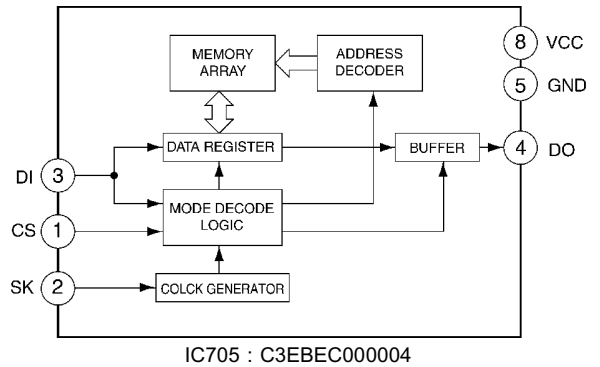 MEMORY
ARRAY
ADDRESS
DECODER
8 VCC
5 GND
DATA REGISTER
BUFFER
4 DO
DI 3
MODE DECODE
LOGIC
CS 1
SK 2
COLCK GENERATOR
IC705 : C3EBEC000004